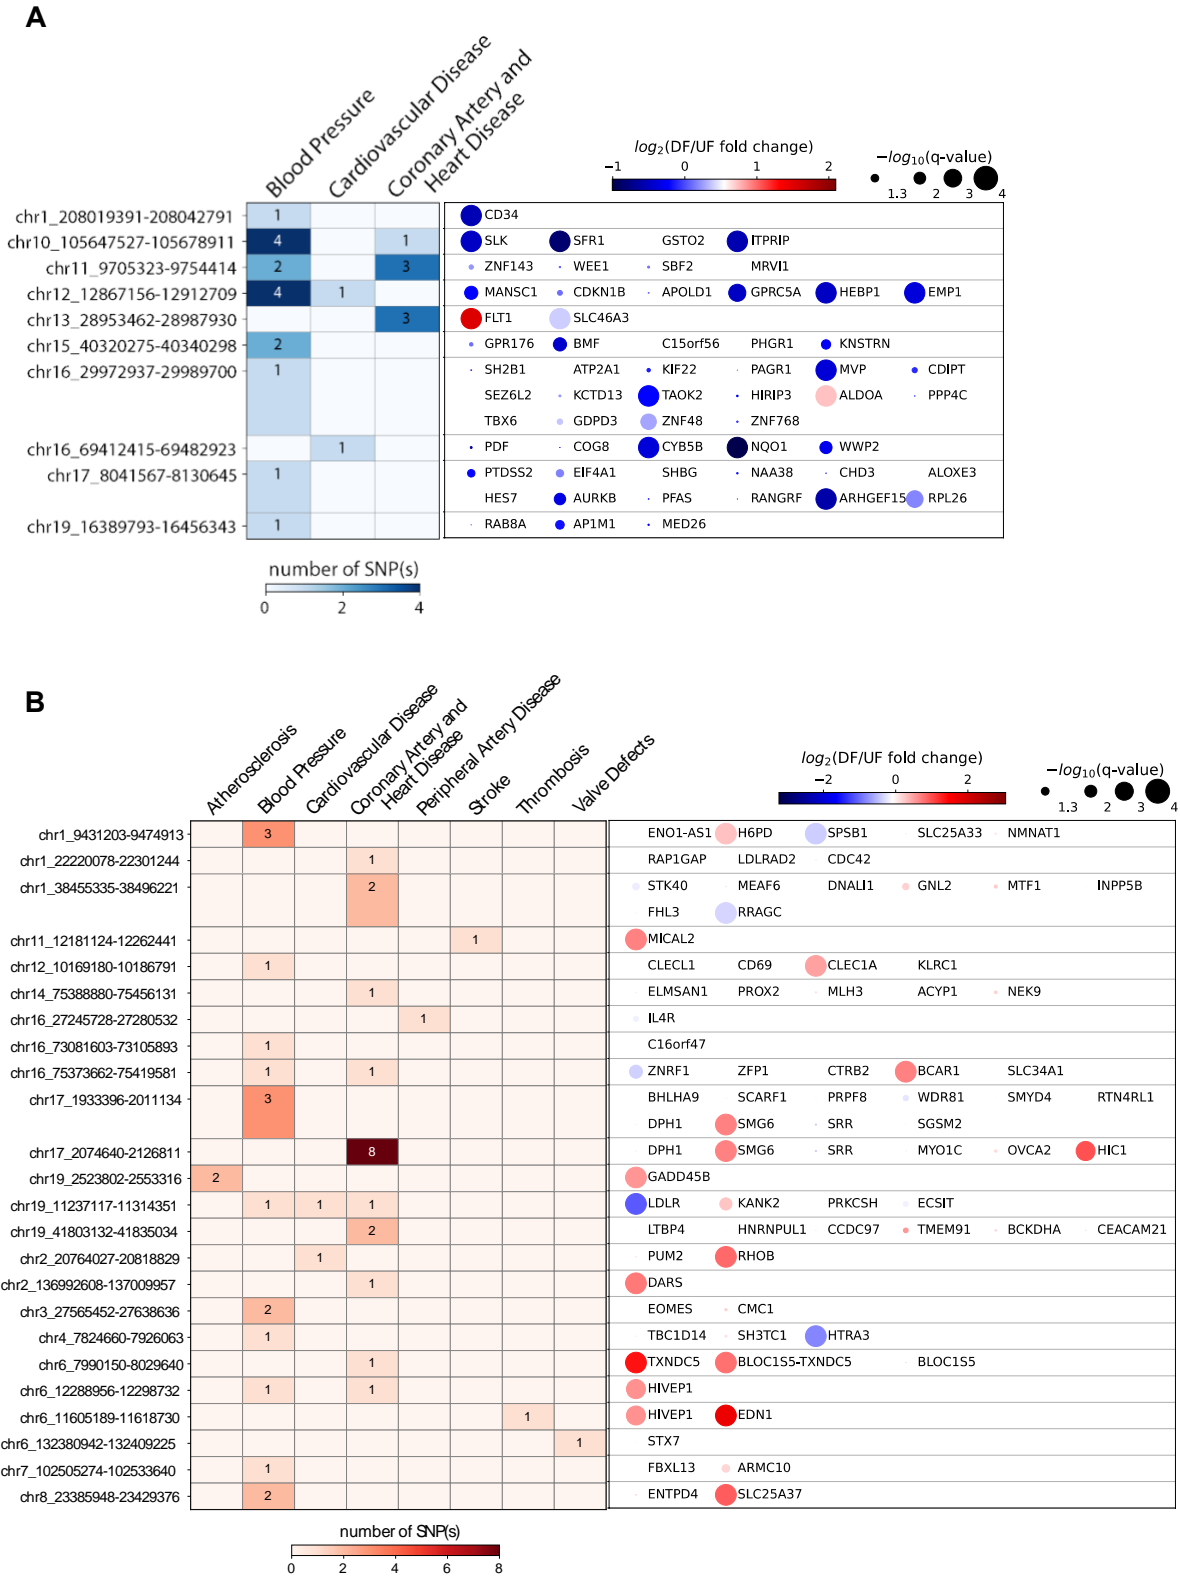 A
Blood Pressure
Cardiovascular Disease
Coronary Artery and
Heart Disease
log2(DF/UF fold change)
−1 0 1 2
−log10(q-value)
1.3 2 3 4
chr1_208019391-208042791 1 CD34
chr10_105647527-105678911 4 1 SLK SFR1 GSTO2 ITPRIP
chr11_9705323-9754414 2 3 ZNF143 WEE1 SBF2 MRVI1
chr12_12867156-12912709 4 1 MANSC1 CDKN1B APOLD1 GPRC5A HEBP1 EMP1
chr13_28953462-28987930 3 FLT1 SLC46A3
chr15_40320275-40340298 2 GPR176 BMF C15orf56 PHGR1 KNSTRN
chr16_29972937-29989700 1 SH2B1 ATP2A1 KIF22 PAGR1 MVP CDIPT
SEZ6L2 KCTD13 TAOK2 HIRIP3 ALDOA PPP4C
TBX6 GDPD3 ZNF48 ZNF768
chr16_69412415-69482923 1 PDF COG8 CYB5B NQO1 WWP2
chr17_8041567-8130645 1 PTDSS2 EIF4A1 SHBG NAA38 CHD3 ALOXE3
HES7 AURKB PFAS RANGRF ARHGEF15 RPL26
chr19_16389793-16456343 1 RAB8A AP1M1 MED26
number of SNP(s)
0 2 4
B
Atherosclerosis
Blood Pressure
Cardiovascular Disease
Coronary Artery and
Heart Disease
Peripheral Artery Disease
Stroke
Thrombosis
Valve Defects
log2(DF/UF fold change)
−2 0 2
−log10(q-value)
1.3 2 3 4
chr1_9431203-9474913 3 ENO1-AS1 H6PD SPSB1 SLC25A33 NMNAT1
chr1_22220078-22301244 1 RAP1GAP LDLRAD2 CDC42
chr1_38455335-38496221 2 STK40 MEAF6 DNALI1 GNL2 MTF1 INPP5B
FHL3 RRAGC
chr11_12181124-12262441 1 MICAL2
chr12_10169180-10186791 1 CLECL1 CD69 CLEC1A KLRC1
chr14_75388880-75456131 1 ELMSAN1 PROX2 MLH3 ACYP1 NEK9
chr16_27245728-27280532 1 IL4R
chr16_73081603-73105893 1 C16orf47
chr16_75373662-75419581 1 1 ZNRF1 ZFP1 CTRB2 BCAR1 SLC34A1
chr17_1933396-2011134 3 BHLHA9 SCARF1 PRPF8 WDR81 SMYD4 RTN4RL1
DPH1 SMG6 SRR SGSM2
chr17_2074640-2126811 8 DPH1 SMG6 SRR MYO1C OVCA2 HIC1
chr19_2523802-2553316 2 GADD45B
chr19_11237117-11314351 1 1 1 LDLR KANK2 PRKCSH ECSIT
chr19_41803132-41835034 2 LTBP4 HNRNPUL1 CCDC97 TMEM91 BCKDHA CEACAM21
chr2_20764027-20818829 1 PUM2 RHOB
chr2_136992608-137009957 1 DARS
chr3_27565452-27638636 2 EOMES CMC1
chr4_7824660-7926063 1 TBC1D14 SH3TC1 HTRA3
chr6_7990150-8029640 1 TXNDC5 BLOC1S5-TXNDC5 BLOC1S5
chr6_12288956-12298732 1 1 HIVEP1
chr6_11605189-11618730 1 HIVEP1 EDN1
chr6_132380942-132409225 1 STX7
chr7_102505274-102533640 1 FBXL13 ARMC10
chr8_23385948-23429376 2 ENTPD4 SLC25A37
number of SNP(s)
0 2 4 6 8